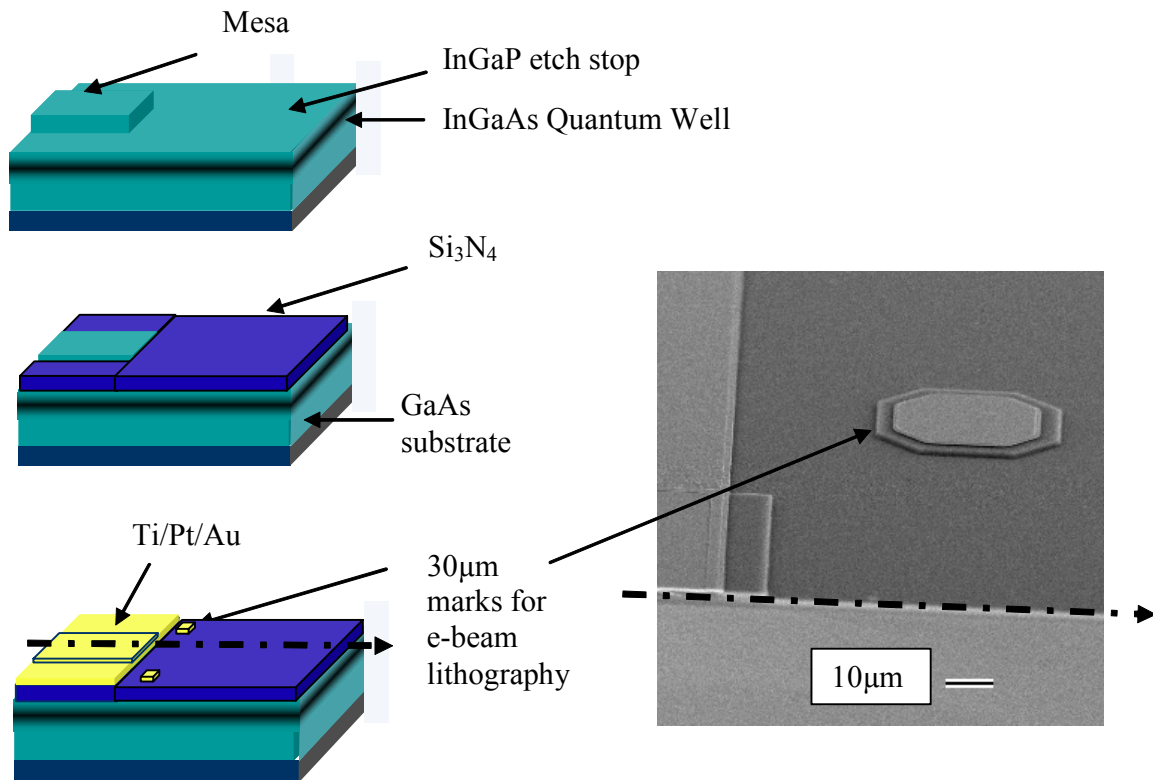 Mesa
InGaP etch stop
InGaAs Quantum Well
Si₃N₄
GaAs
substrate
Ti/Pt/Au
30μm
marks for
e-beam
lithography
10μm